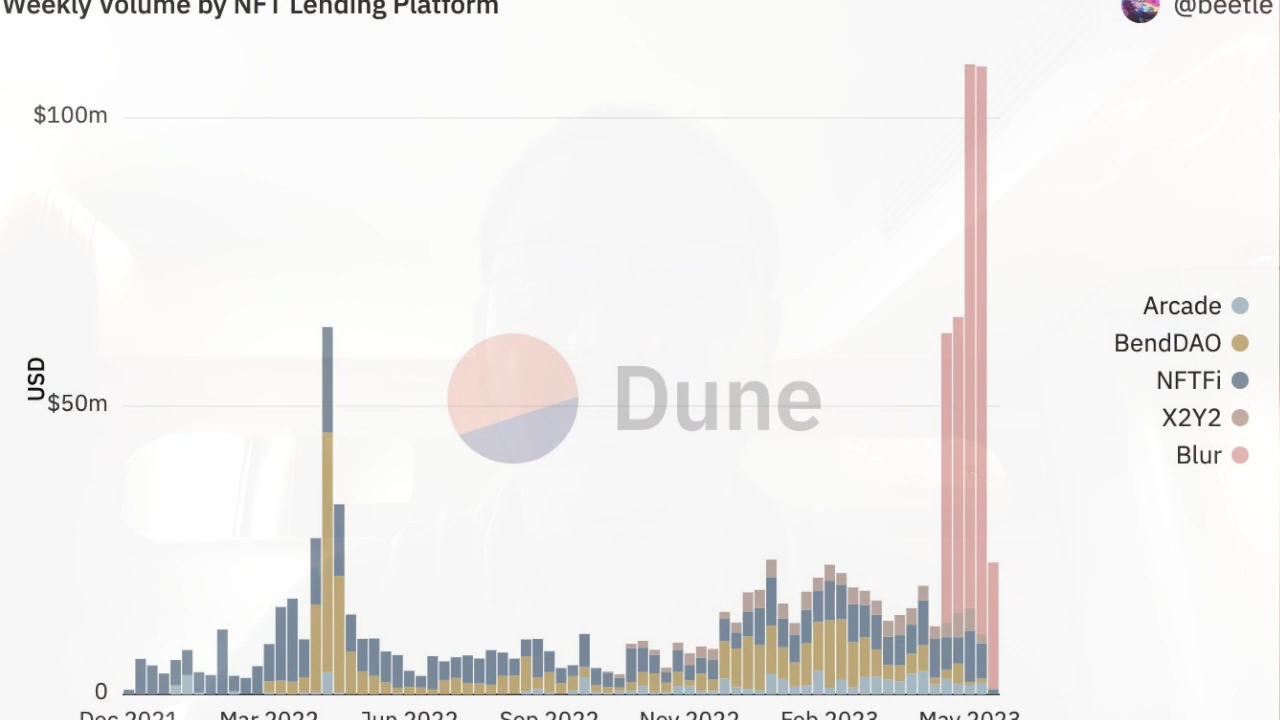 Weekly Volume by NFT Lending Platform
@beetle
$100m
$50m
0
USD
Dune
Arcade
BendDAO
NFTFi
X2Y2
Blur
Dec 2021 Mar 2022 Jun 2022 Sep 2022 Nov 2022 Feb 2023 May 2023